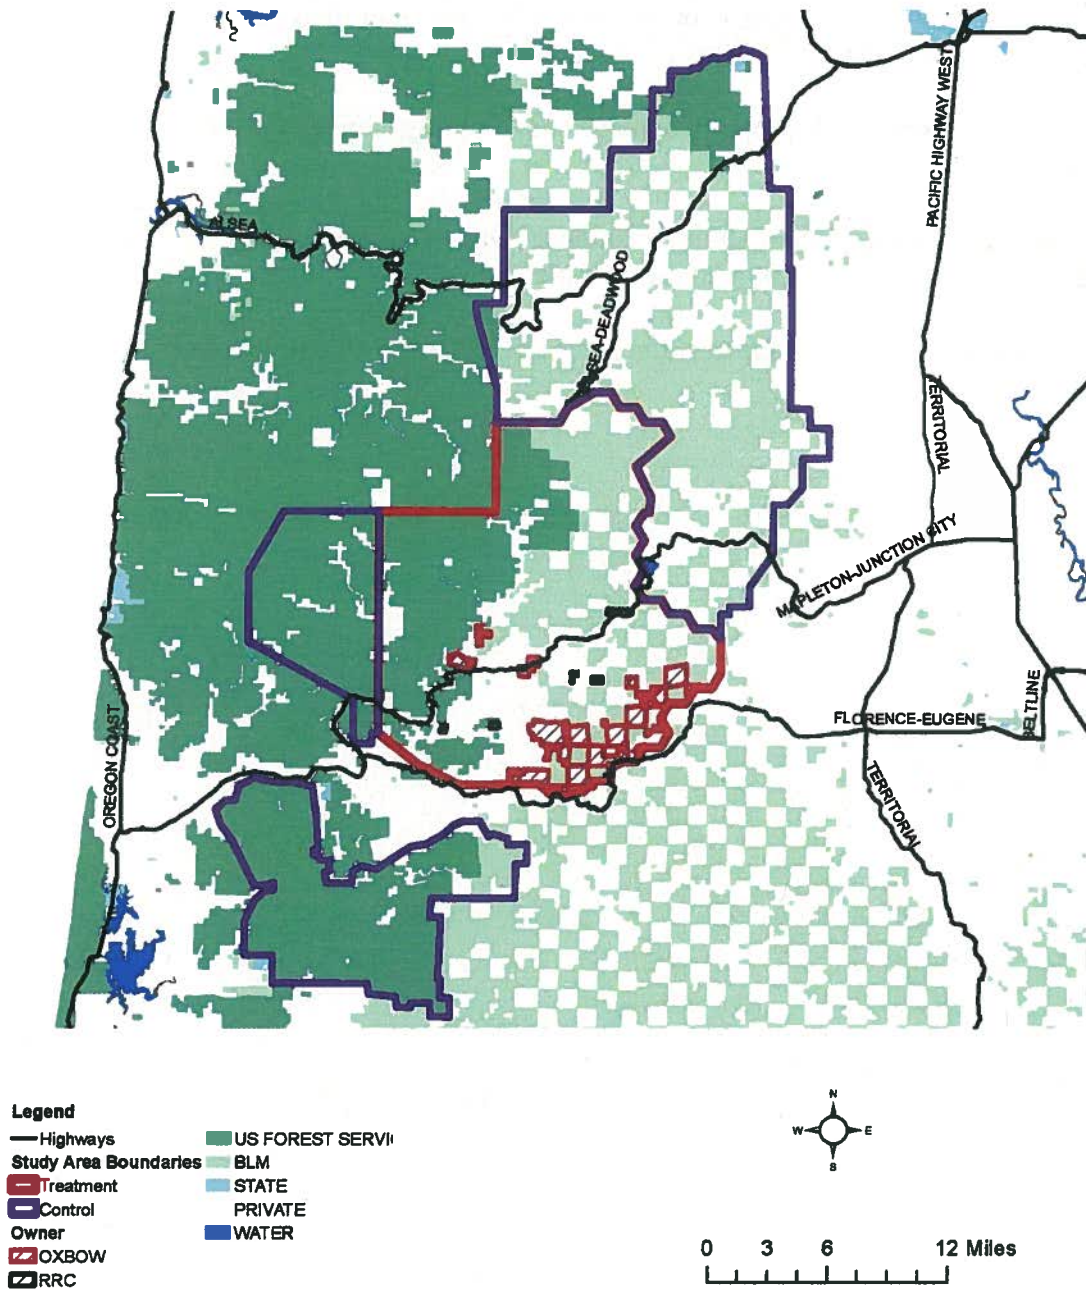 PACIFIC HIGHWAY WEST
ALSEA
ALSEA-DEADWOOD
TERRITORIAL
MAPLETON-JUNCTION CITY
OREGON COAST
FLORENCE-EUGENE
BELTLINE
TERRITORIAL
Legend
Highways
Study Area Boundaries
Treatment
Control
Owner
OXBOW
RRC
US FOREST SERVI
BLM
STATE
PRIVATE
WATER
N
W E
S
0 3 6 12 Miles